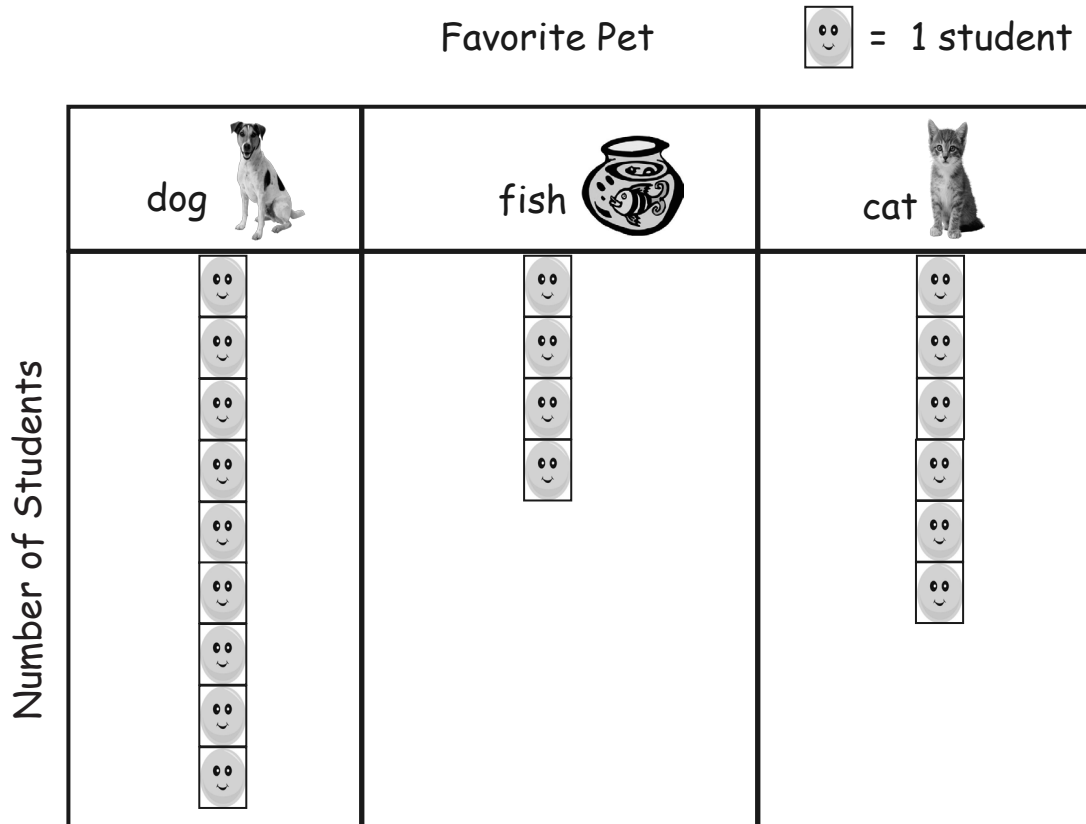 Favorite Pet
= 1 student
dog
fish
cat
Number of Students